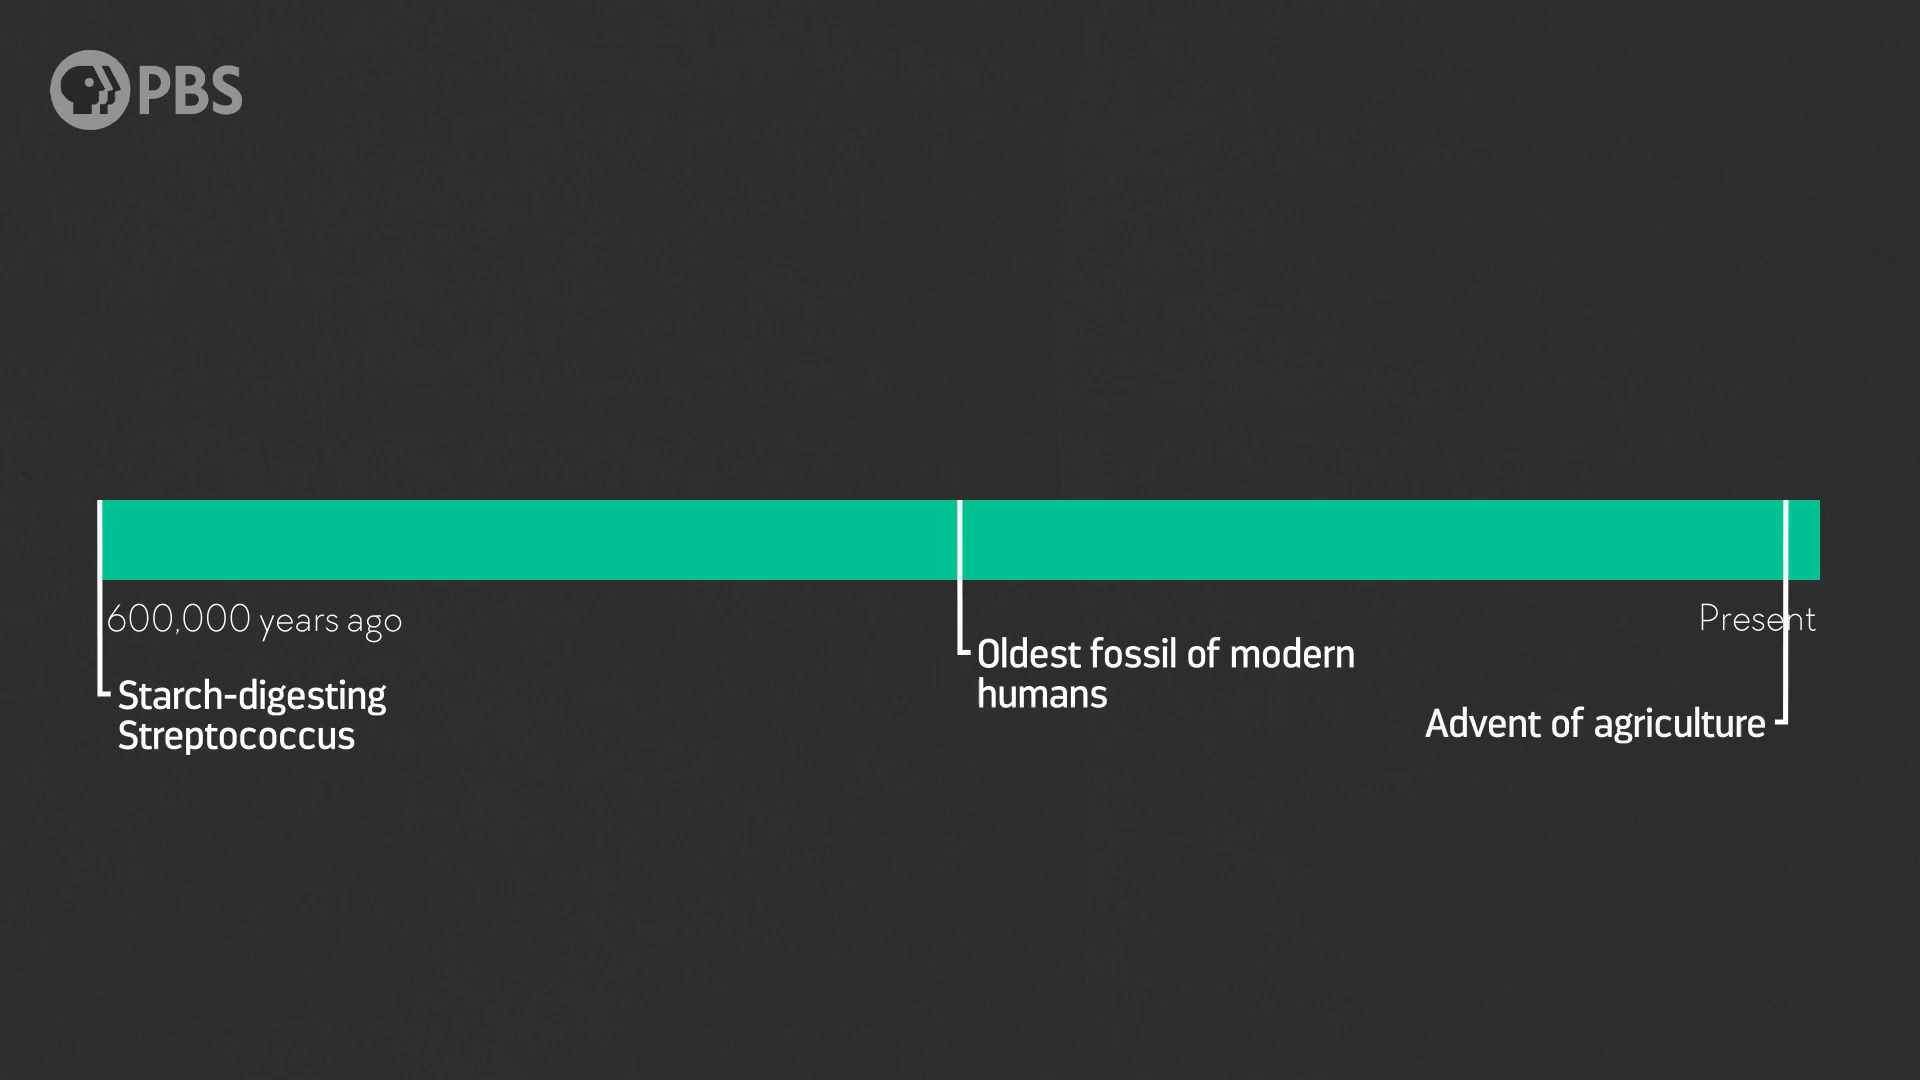 PBS
600,000 years ago
Present
Starch-digesting
Streptococcus
Oldest fossil of modern
humans
Advent of agriculture